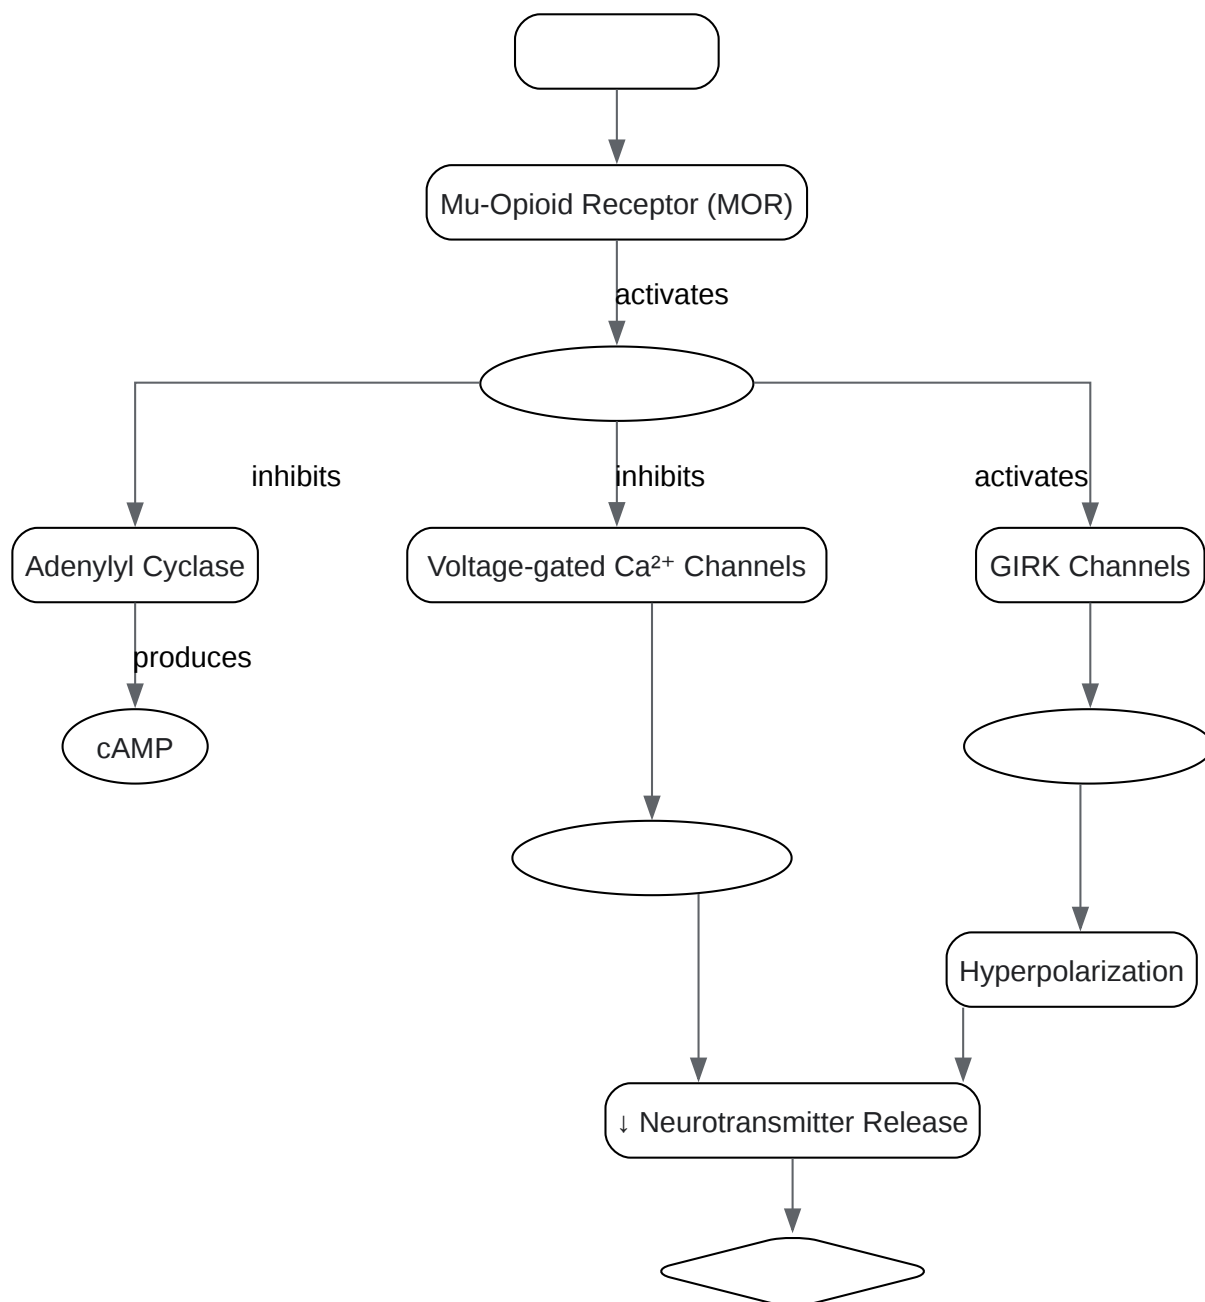 Mu-Opioid Receptor (MOR)
activates
inhibits
inhibits
activates
Adenylyl Cyclase
Voltage-gated Ca²⁺ Channels
GIRK Channels
produces
cAMP
Hyperpolarization
↓ Neurotransmitter Release